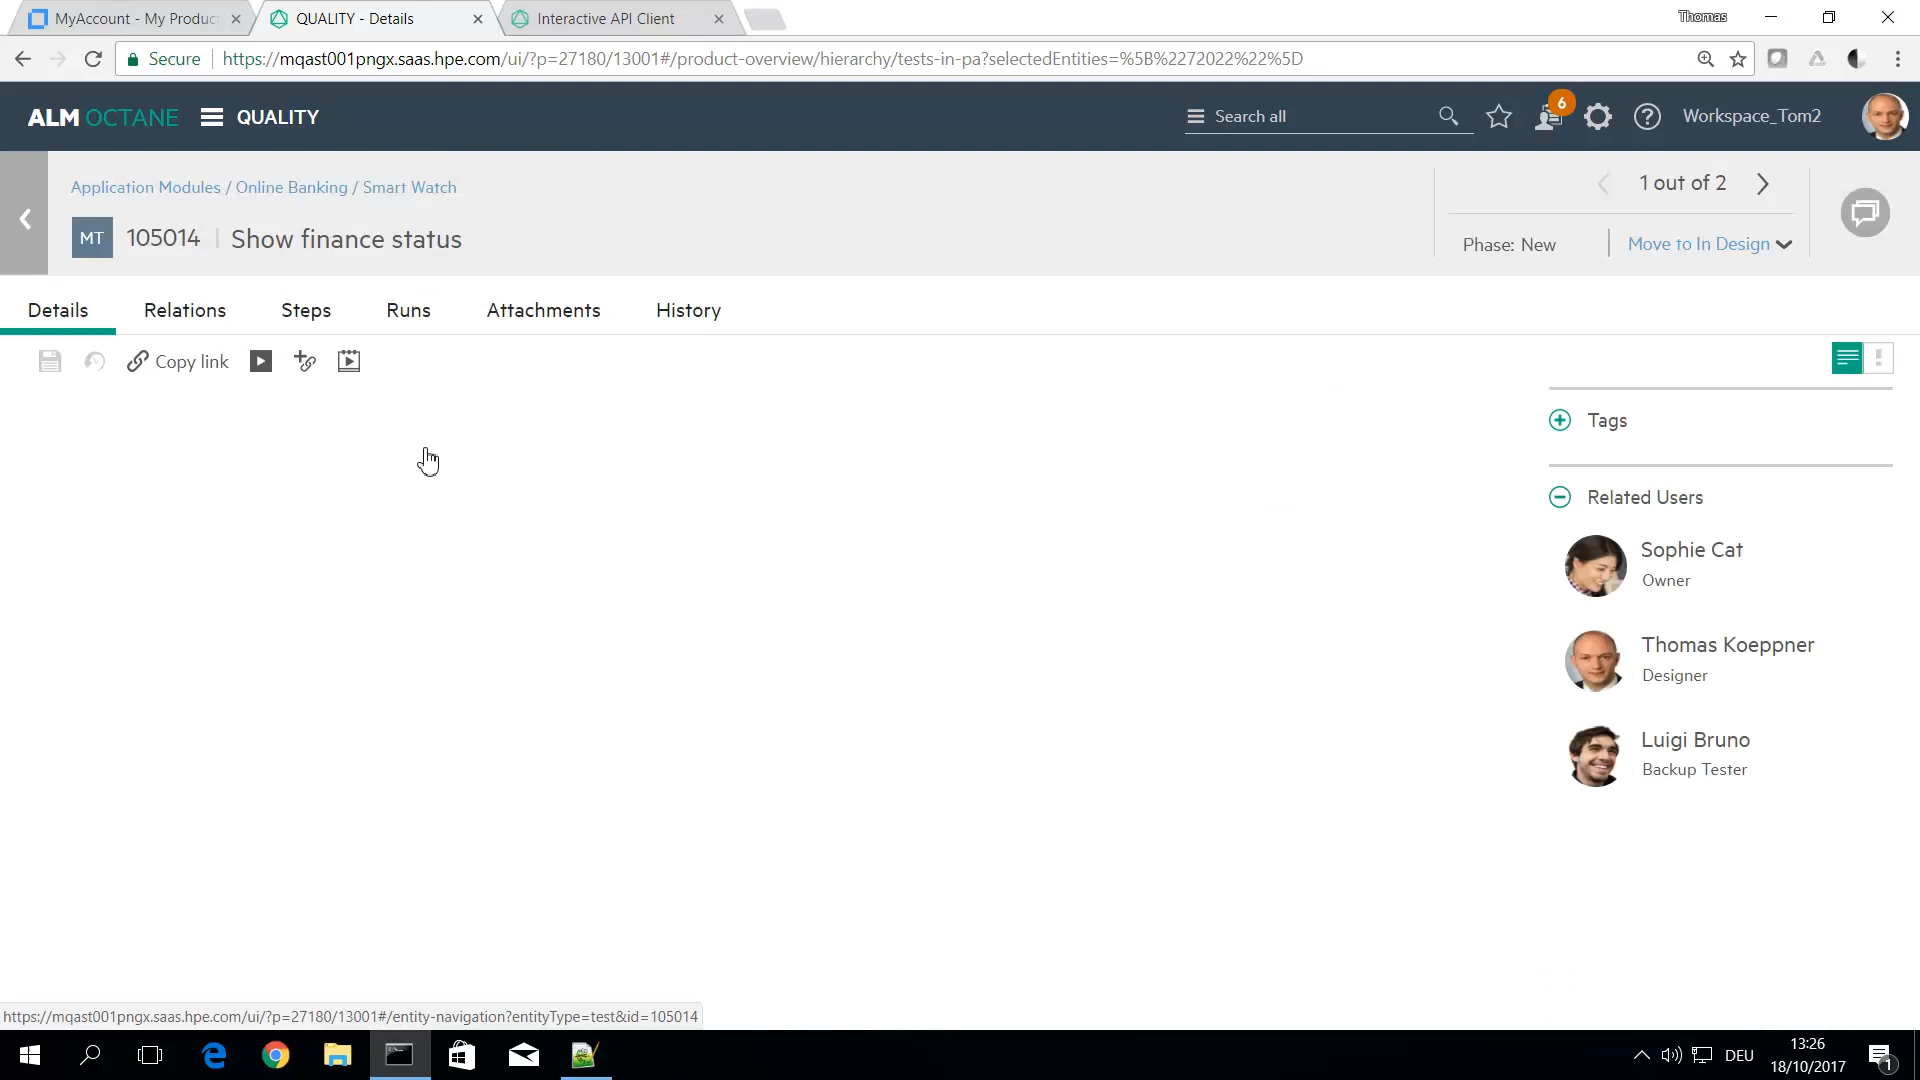 MyAccount - My Produc
QUALITY - Details
Interactive API Client
Thomas
Secure
https://mqast001pngx.saas.hpe.com/ui/?p=27180/13001#/product-overview/hierarchy/tests-in-pa?selectedEntities=%5B%2272022%22%5D
ALM OCTANE
QUALITY
Search all
6
Workspace_Tom2
Application Modules / Online Banking / Smart Watch
1 out of 2
MT 105014 | Show finance status
Phase: New
Move to In Design
Details
Relations
Steps
Runs
Attachments
History
Copy link
Tags
Related Users
Sophie Cat
Owner
Thomas Koeppner
Designer
Luigi Bruno
Backup Tester
https://mqast001pngx.saas.hpe.com/ui/?p=27180/13001#/entity-navigation?entityType=test&id=105014
DEU
13:26
18/10/2017
1